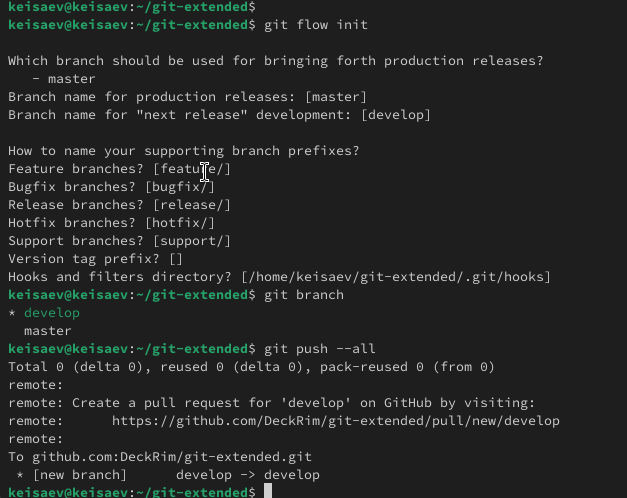 keisaev@keisaev:~/git-extended$
keisaev@keisaev:~/git-extended$ git flow init
Which branch should be used for bringing forth production releases?
   - master
Branch name for production releases: [master]
Branch name for "next release" development: [develop]
How to name your supporting branch prefixes?
Feature branches? [feature/]
Bugfix branches? [bugfix/]
Release branches? [release/]
Hotfix branches? [hotfix/]
Support branches? [support/]
Version tag prefix? []
Hooks and filters directory? [/home/keisaev/git-extended/.git/hooks]
keisaev@keisaev:~/git-extended$ git branch
* develop
  master
keisaev@keisaev:~/git-extended$ git push --all
Total 0 (delta 0), reused 0 (delta 0), pack-reused 0 (from 0)
remote:
remote: Create a pull request for 'develop' on GitHub by visiting:
remote:      https://github.com/DeckRim/git-extended/pull/new/develop
remote:
To github.com:DeckRim/git-extended.git
 * [new branch]      develop -> develop
keisaev@keisaev:~/git-extended$